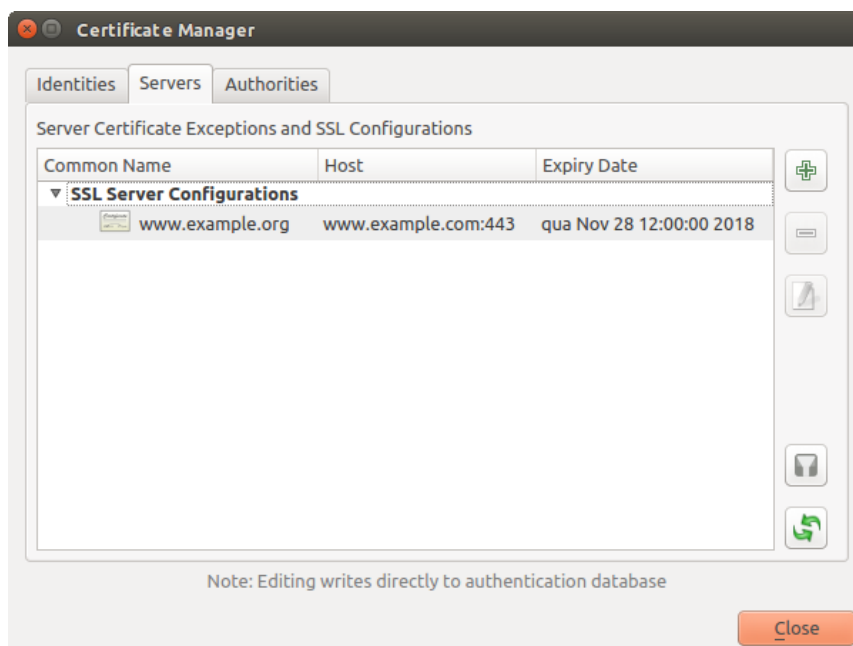 Certificate Manager
Identities Servers Authorities
Server Certificate Exceptions and SSL Configurations
Common Name Host Expiry Date
SSL Server Configurations
www.example.org www.example.com:443 qua Nov 28 12:00:00 2018
Note: Editing writes directly to authentication database
Close